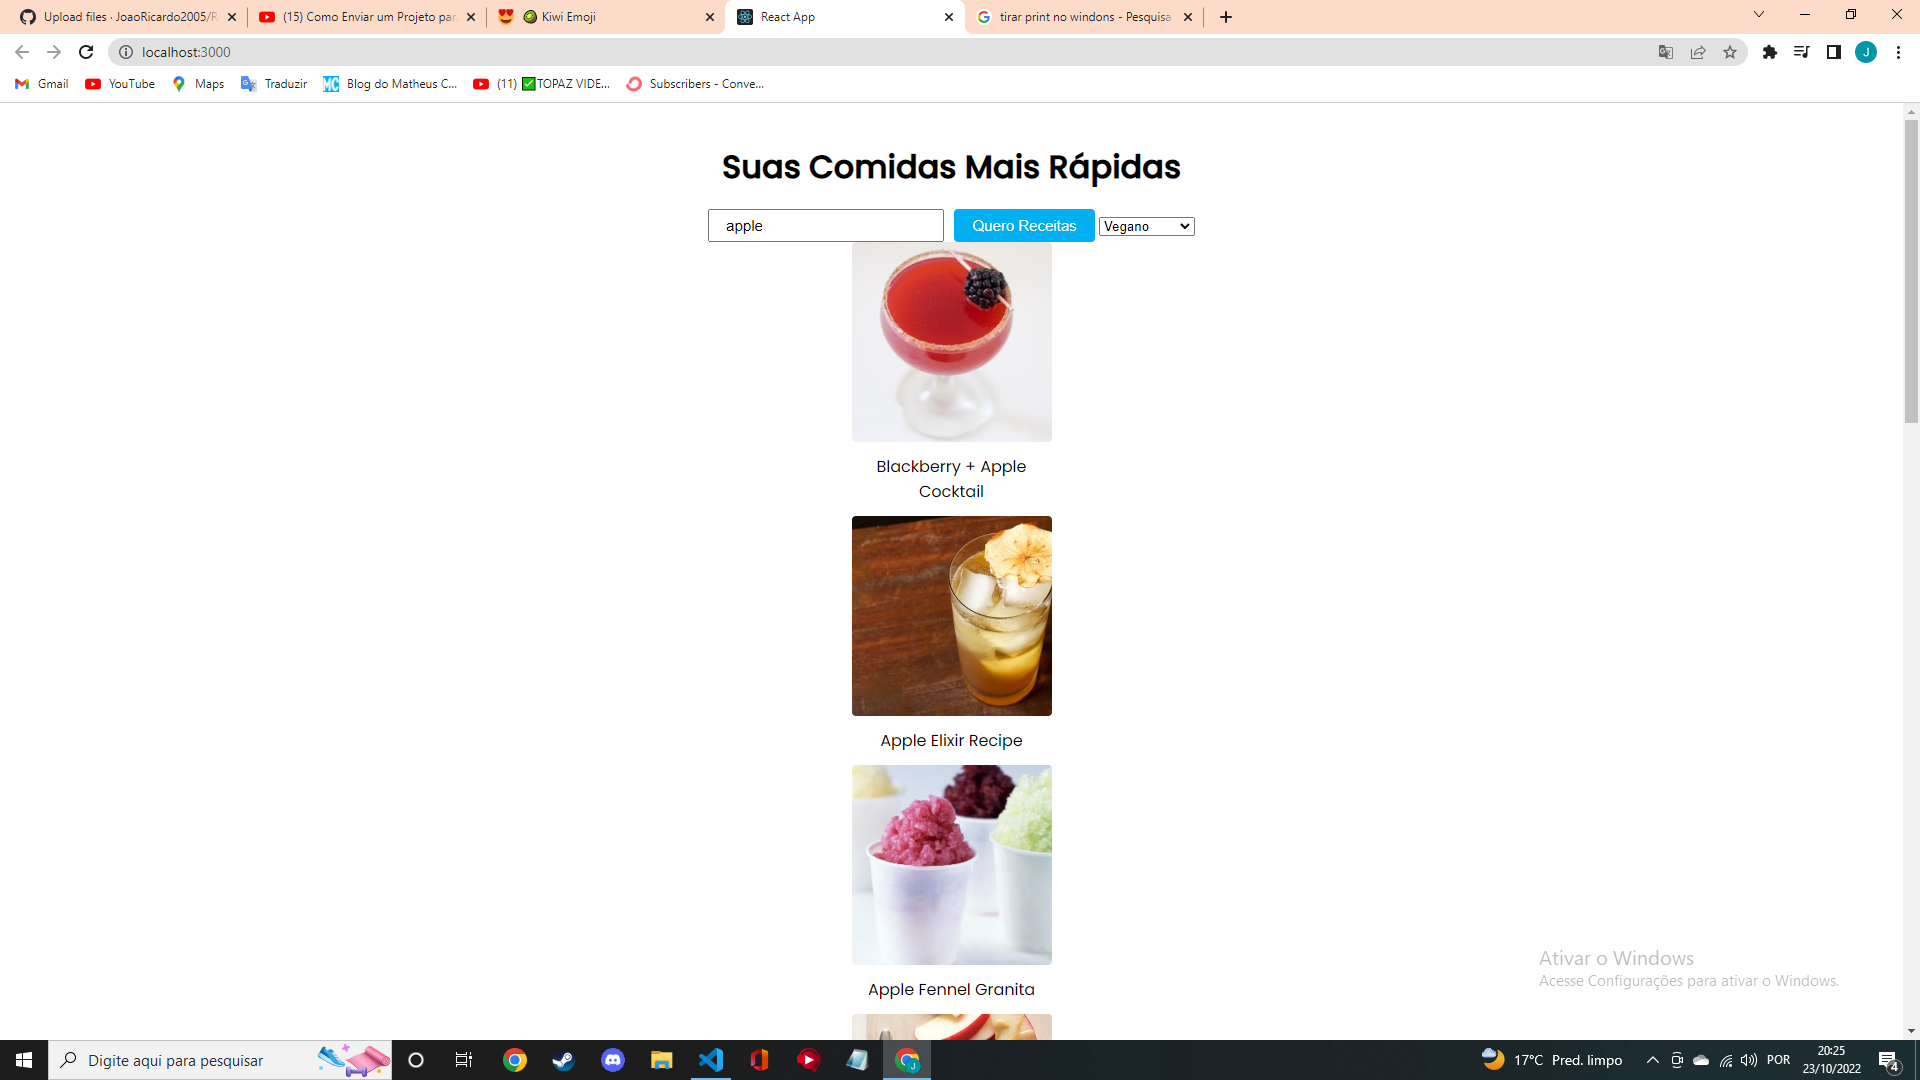 Upload files · JoaoRicardo2005/R
(15) Como Enviar um Projeto par
Kiwi Emoji
React App
tirar print no windons - Pesquisa
localhost:3000
J
Gmail
YouTube
Maps
Traduzir
MC Blog do Matheus C...
(11) ✅TOPAZ VIDE...
Subscribers - Conve...
Suas Comidas Mais Rápidas
apple
Quero Receitas
Vegano
Blackberry + Apple
Cocktail
Apple Elixir Recipe
Apple Fennel Granita
Ativar o Windows
Acesse Configurações para ativar o Windows.
Digite aqui para pesquisar
J
17°C Pred. limpo
POR
20:25
23/10/2022
4